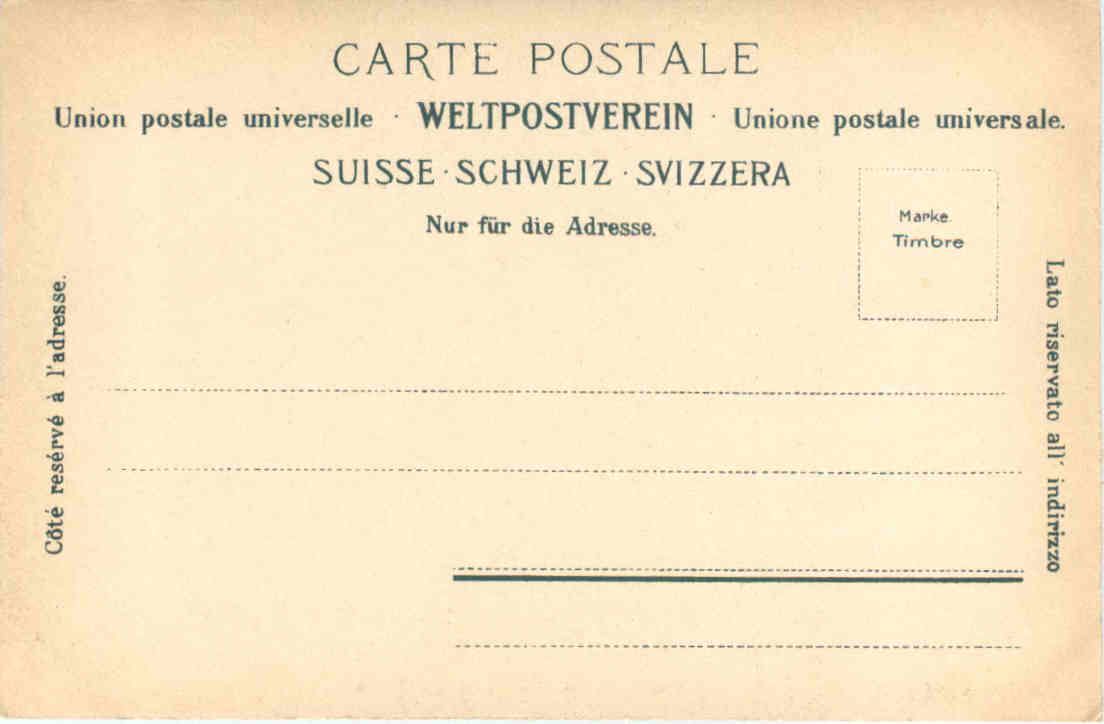 CARTE POSTALE
Union postale universelle · WELTPOSTVEREIN · Unione postale universale.
SUISSE · SCHWEIZ · SVIZZERA
Nur für die Adresse.
Marke
Timbre
Côté resérvé à l'adresse.
Lato riservato all' indirizzo